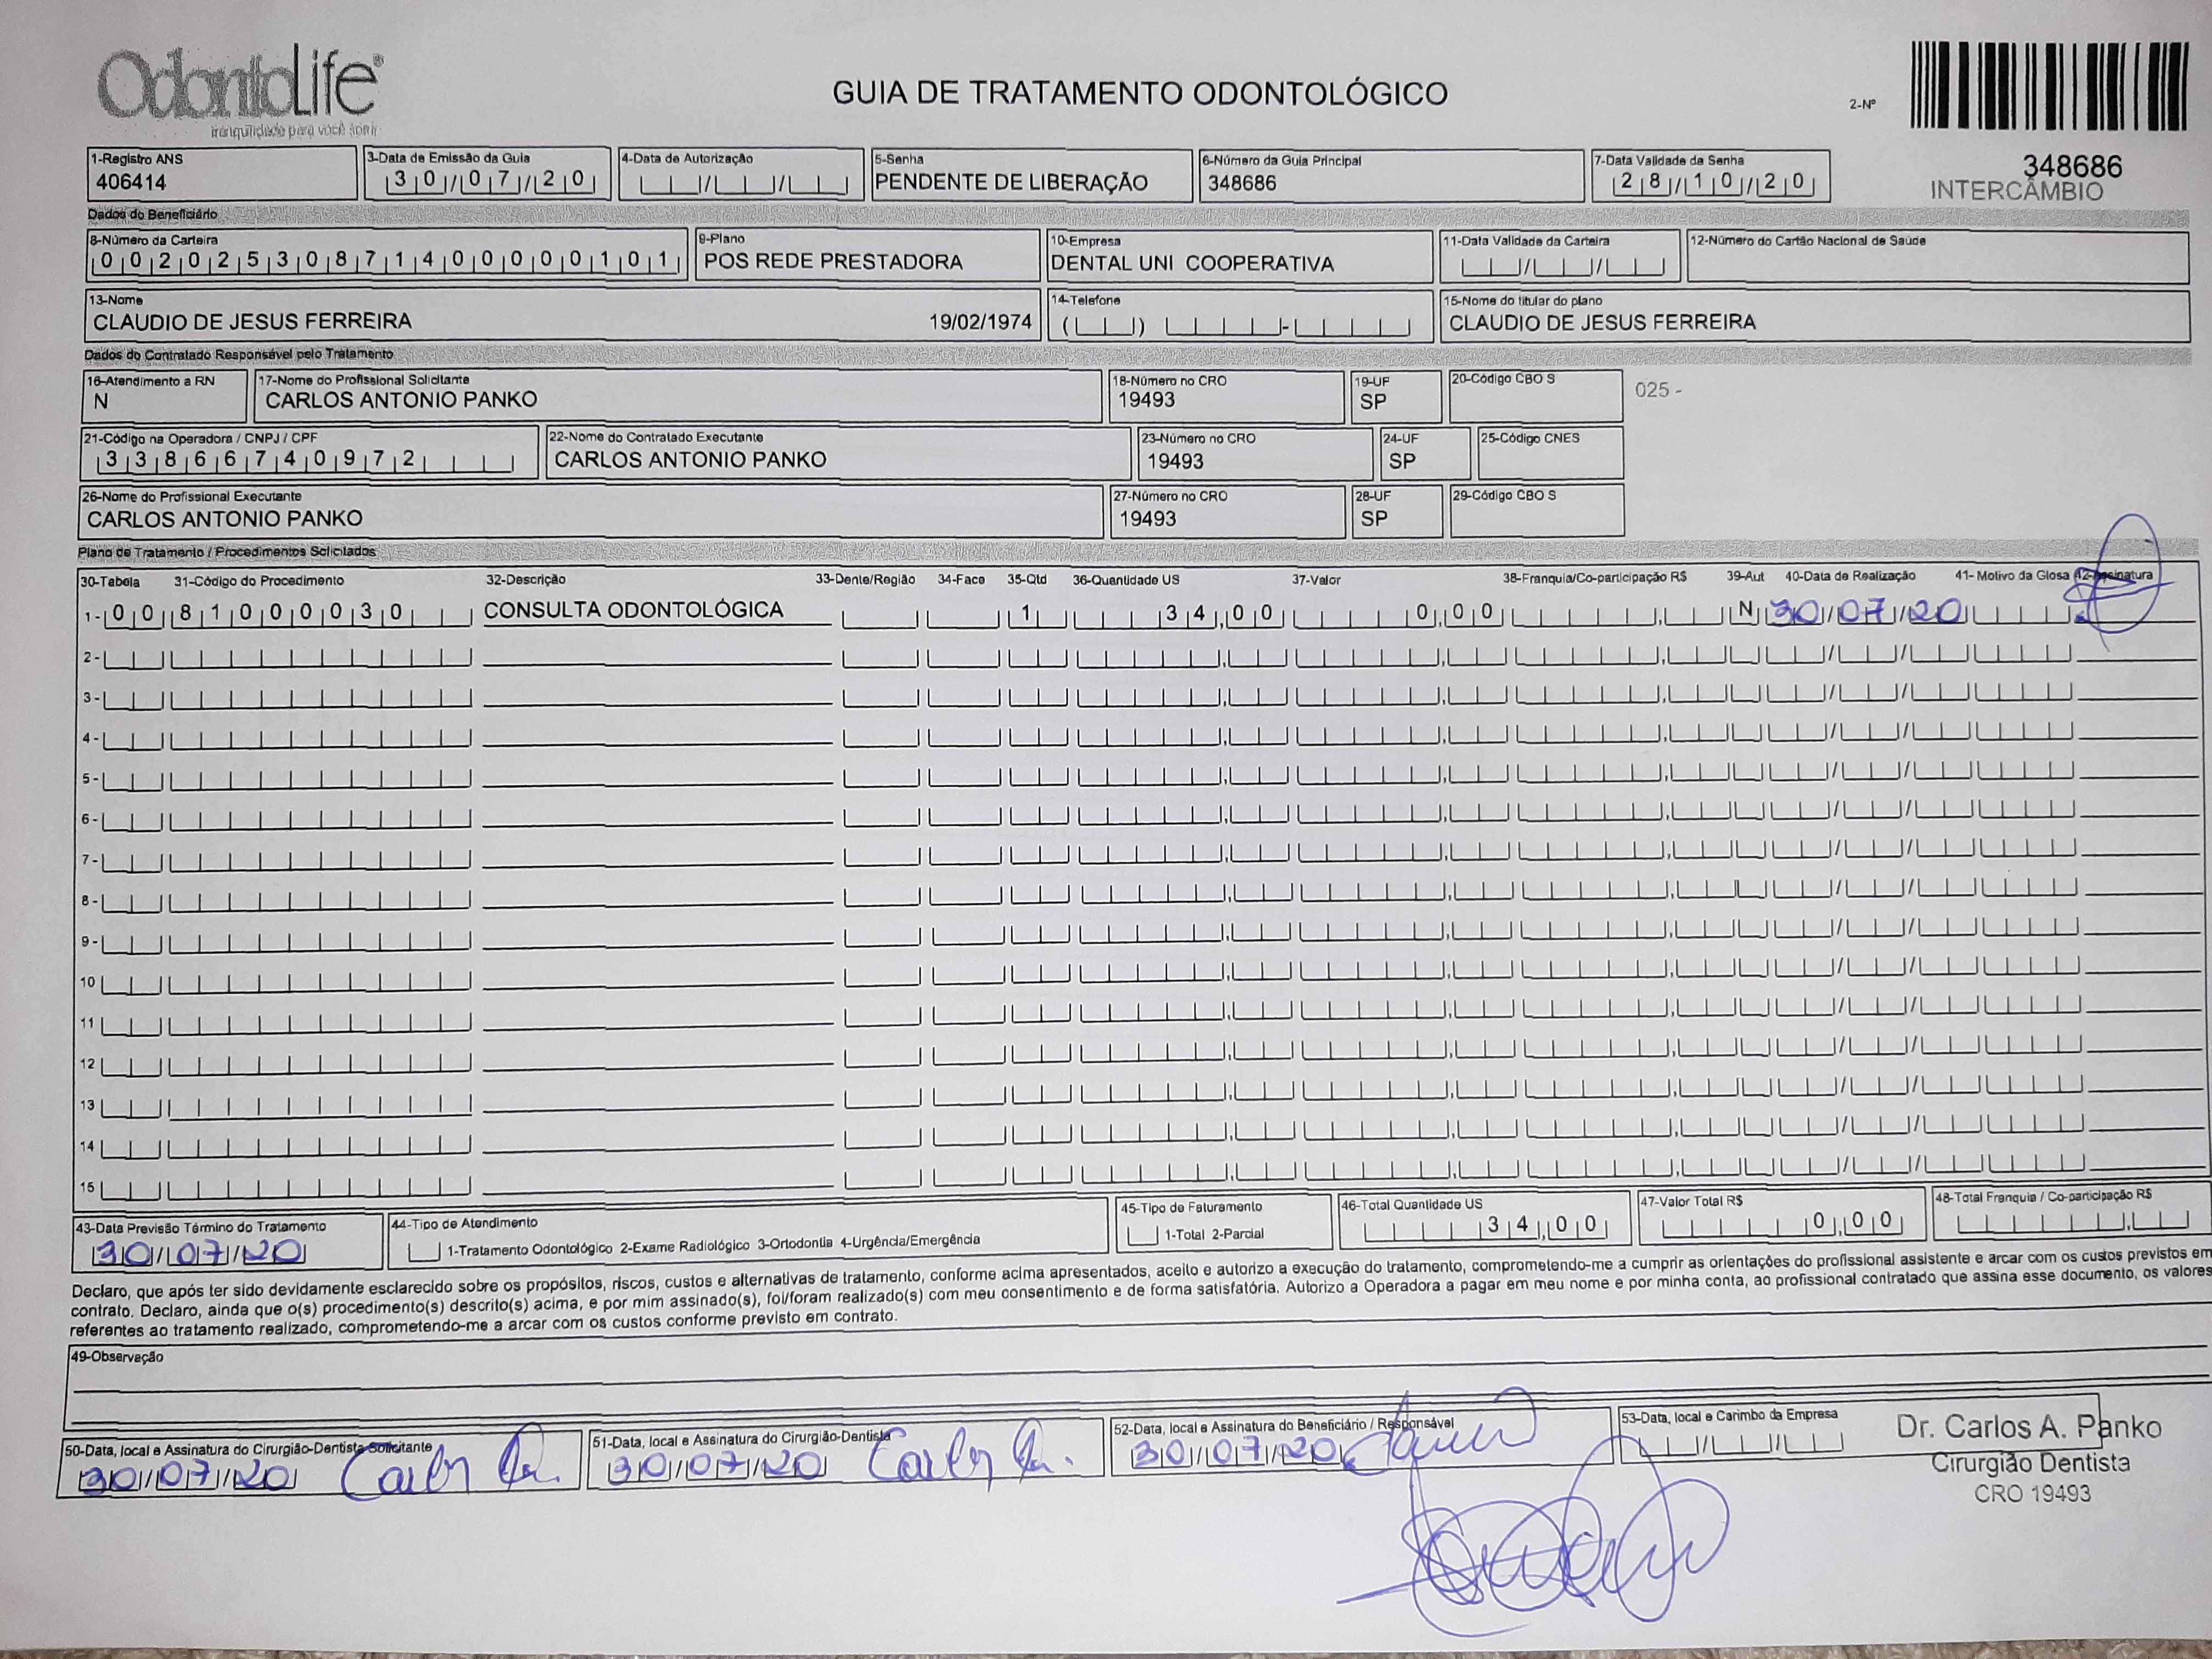 OdontoLife®
tranquilidade para você sorrir
GUIA DE TRATAMENTO ODONTOLÓGICO
2-Nº
348686
INTERCÂMBIO
1-Registro ANS
406414
3-Data de Emissão da Guia
30/07/20
4-Data de Autorização
5-Senha
PENDENTE DE LIBERAÇÃO
6-Número da Guia Principal
348686
7-Data Validade da Senha
28/10/20
Dados do Beneficiário
8-Número da Carteira
00202530871400000101
9-Plano
POS REDE PRESTADORA
10-Empresa
DENTAL UNI COOPERATIVA
11-Data Validade da Carteira
12-Número do Cartão Nacional de Saúde
13-Nome
CLAUDIO DE JESUS FERREIRA 19/02/1974
14-Telefone
15-Nome do titular do plano
CLAUDIO DE JESUS FERREIRA
Dados do Contratado Responsável pelo Tratamento
16-Atendimento a RN
N
17-Nome do Profissional Solicitante
CARLOS ANTONIO PANKO
18-Número no CRO
19493
19-UF
SP
20-Código CBO S
025 -
21-Código na Operadora / CNPJ / CPF
33866740972
22-Nome do Contratado Executante
CARLOS ANTONIO PANKO
23-Número no CRO
19493
24-UF
SP
25-Código CNES
26-Nome do Profissional Executante
CARLOS ANTONIO PANKO
27-Número no CRO
19493
28-UF
SP
29-Código CBO S
Plano de Tratamento / Procedimentos Solicitados
30-Tabela 31-Código do Procedimento 32-Descrição 33-Dente/Região 34-Face 35-Qtd 36-Quantidade US 37-Valor 38-Franquia/Co-participação R$ 39-Aut 40-Data de Realização 41- Motivo da Glosa 42-Assinatura
1- 00 81000030 CONSULTA ODONTOLÓGICA 1 34,00 0,00 N 30/07/20
2-
3-
4-
5-
6-
7-
8-
9-
10
11
12
13
14
15
43-Data Previsão Término do Tratamento
30/07/20
44-Tipo de Atendimento
1-Tratamento Odontológico 2-Exame Radiológico 3-Ortodontia 4-Urgência/Emergência
45-Tipo de Faturamento
1-Total 2-Parcial
46-Total Quantidade US
34,00
47-Valor Total R$
0,00
48-Total Franquia / Co-participação R$
Declaro, que após ter sido devidamente esclarecido sobre os propósitos, riscos, custos e alternativas de tratamento, conforme acima apresentados, aceito e autorizo a execução do tratamento, comprometendo-me a cumprir as orientações do profissional assistente e arcar com os custos previstos em
contrato. Declaro, ainda que o(s) procedimento(s) descrito(s) acima, e por mim assinado(s), foi/foram realizado(s) com meu consentimento e de forma satisfatória. Autorizo a Operadora a pagar em meu nome e por minha conta, ao profissional contratado que assina esse documento, os valores
referentes ao tratamento realizado, comprometendo-me a arcar com os custos conforme previsto em contrato.
49-Observação
50-Data, local e Assinatura do Cirurgião-Dentista Solicitante
30/07/20
51-Data, local e Assinatura do Cirurgião-Dentista
30/07/20
52-Data, local e Assinatura do Beneficiário / Responsável
30/07/20
53-Data, local e Carimbo da Empresa
Dr. Carlos A. Panko
Cirurgião Dentista
CRO 19493